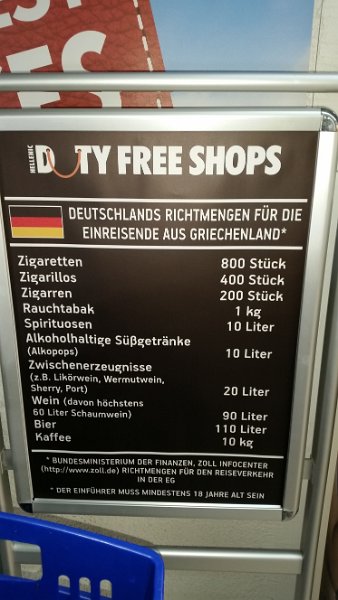 ES
HELLENIC
DUTY FREE SHOPS
DEUTSCHLANDS RICHTMENGEN FÜR DIE
EINREISENDE AUS GRIECHENLAND*
Zigaretten 800 Stück
Zigarillos 400 Stück
Zigarren 200 Stück
Rauchtabak 1 kg
Spirituosen 10 Liter
Alkoholhaltige Süßgetränke
(Alkopops) 10 Liter
Zwischenerzeugnisse
(z.B. Likörwein, Wermutwein,
Sherry, Port) 20 Liter
Wein (davon höchstens
60 Liter Schaumwein) 90 Liter
Bier 110 Liter
Kaffee 10 kg
* BUNDESMINISTERIUM DER FINANZEN, ZOLL INFOCENTER
(http://www.zoll.de) RICHTMENGEN FÜR DEN REISEVERKEHR
IN DER EG
* DER EINFÜHRER MUSS MINDESTENS 18 JAHRE ALT SEIN